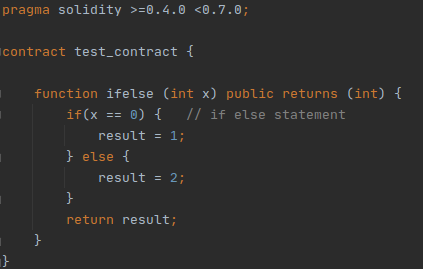 pragma solidity >=0.4.0 <0.7.0;
contract test_contract {
function ifelse (int x) public returns (int) {
if(x == 0) { // if else statement
result = 1;
} else {
result = 2;
}
return result;
}
}